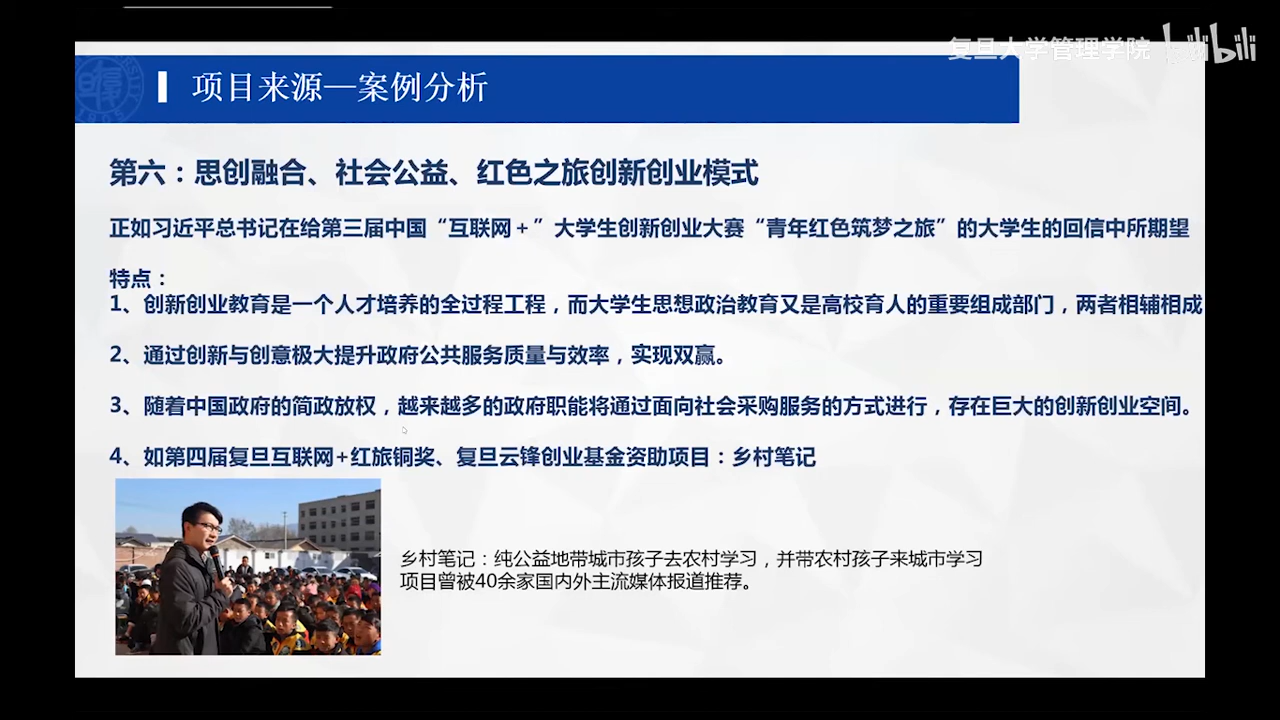 复旦大学管理学院 bilibili
项目来源—案例分析
第六：思创融合、社会公益、红色之旅创新创业模式
正如习近平总书记在给第三届中国“互联网＋”大学生创新创业大赛“青年红色筑梦之旅”的大学生的回信中所期望
特点：
1、创新创业教育是一个人才培养的全过程工程，而大学生思想政治教育又是高校育人的重要组成部门，两者相辅相成
2、通过创新与创意极大提升政府公共服务质量与效率，实现双赢。
3、随着中国政府的简政放权，越来越多的政府职能将通过面向社会采购服务的方式进行，存在巨大的创新创业空间。
4、如第四届复旦互联网+红旅铜奖、复旦云锋创业基金资助项目：乡村笔记
乡村笔记：纯公益地带城市孩子去农村学习，并带农村孩子来城市学习
项目曾被40余家国内外主流媒体报道推荐。